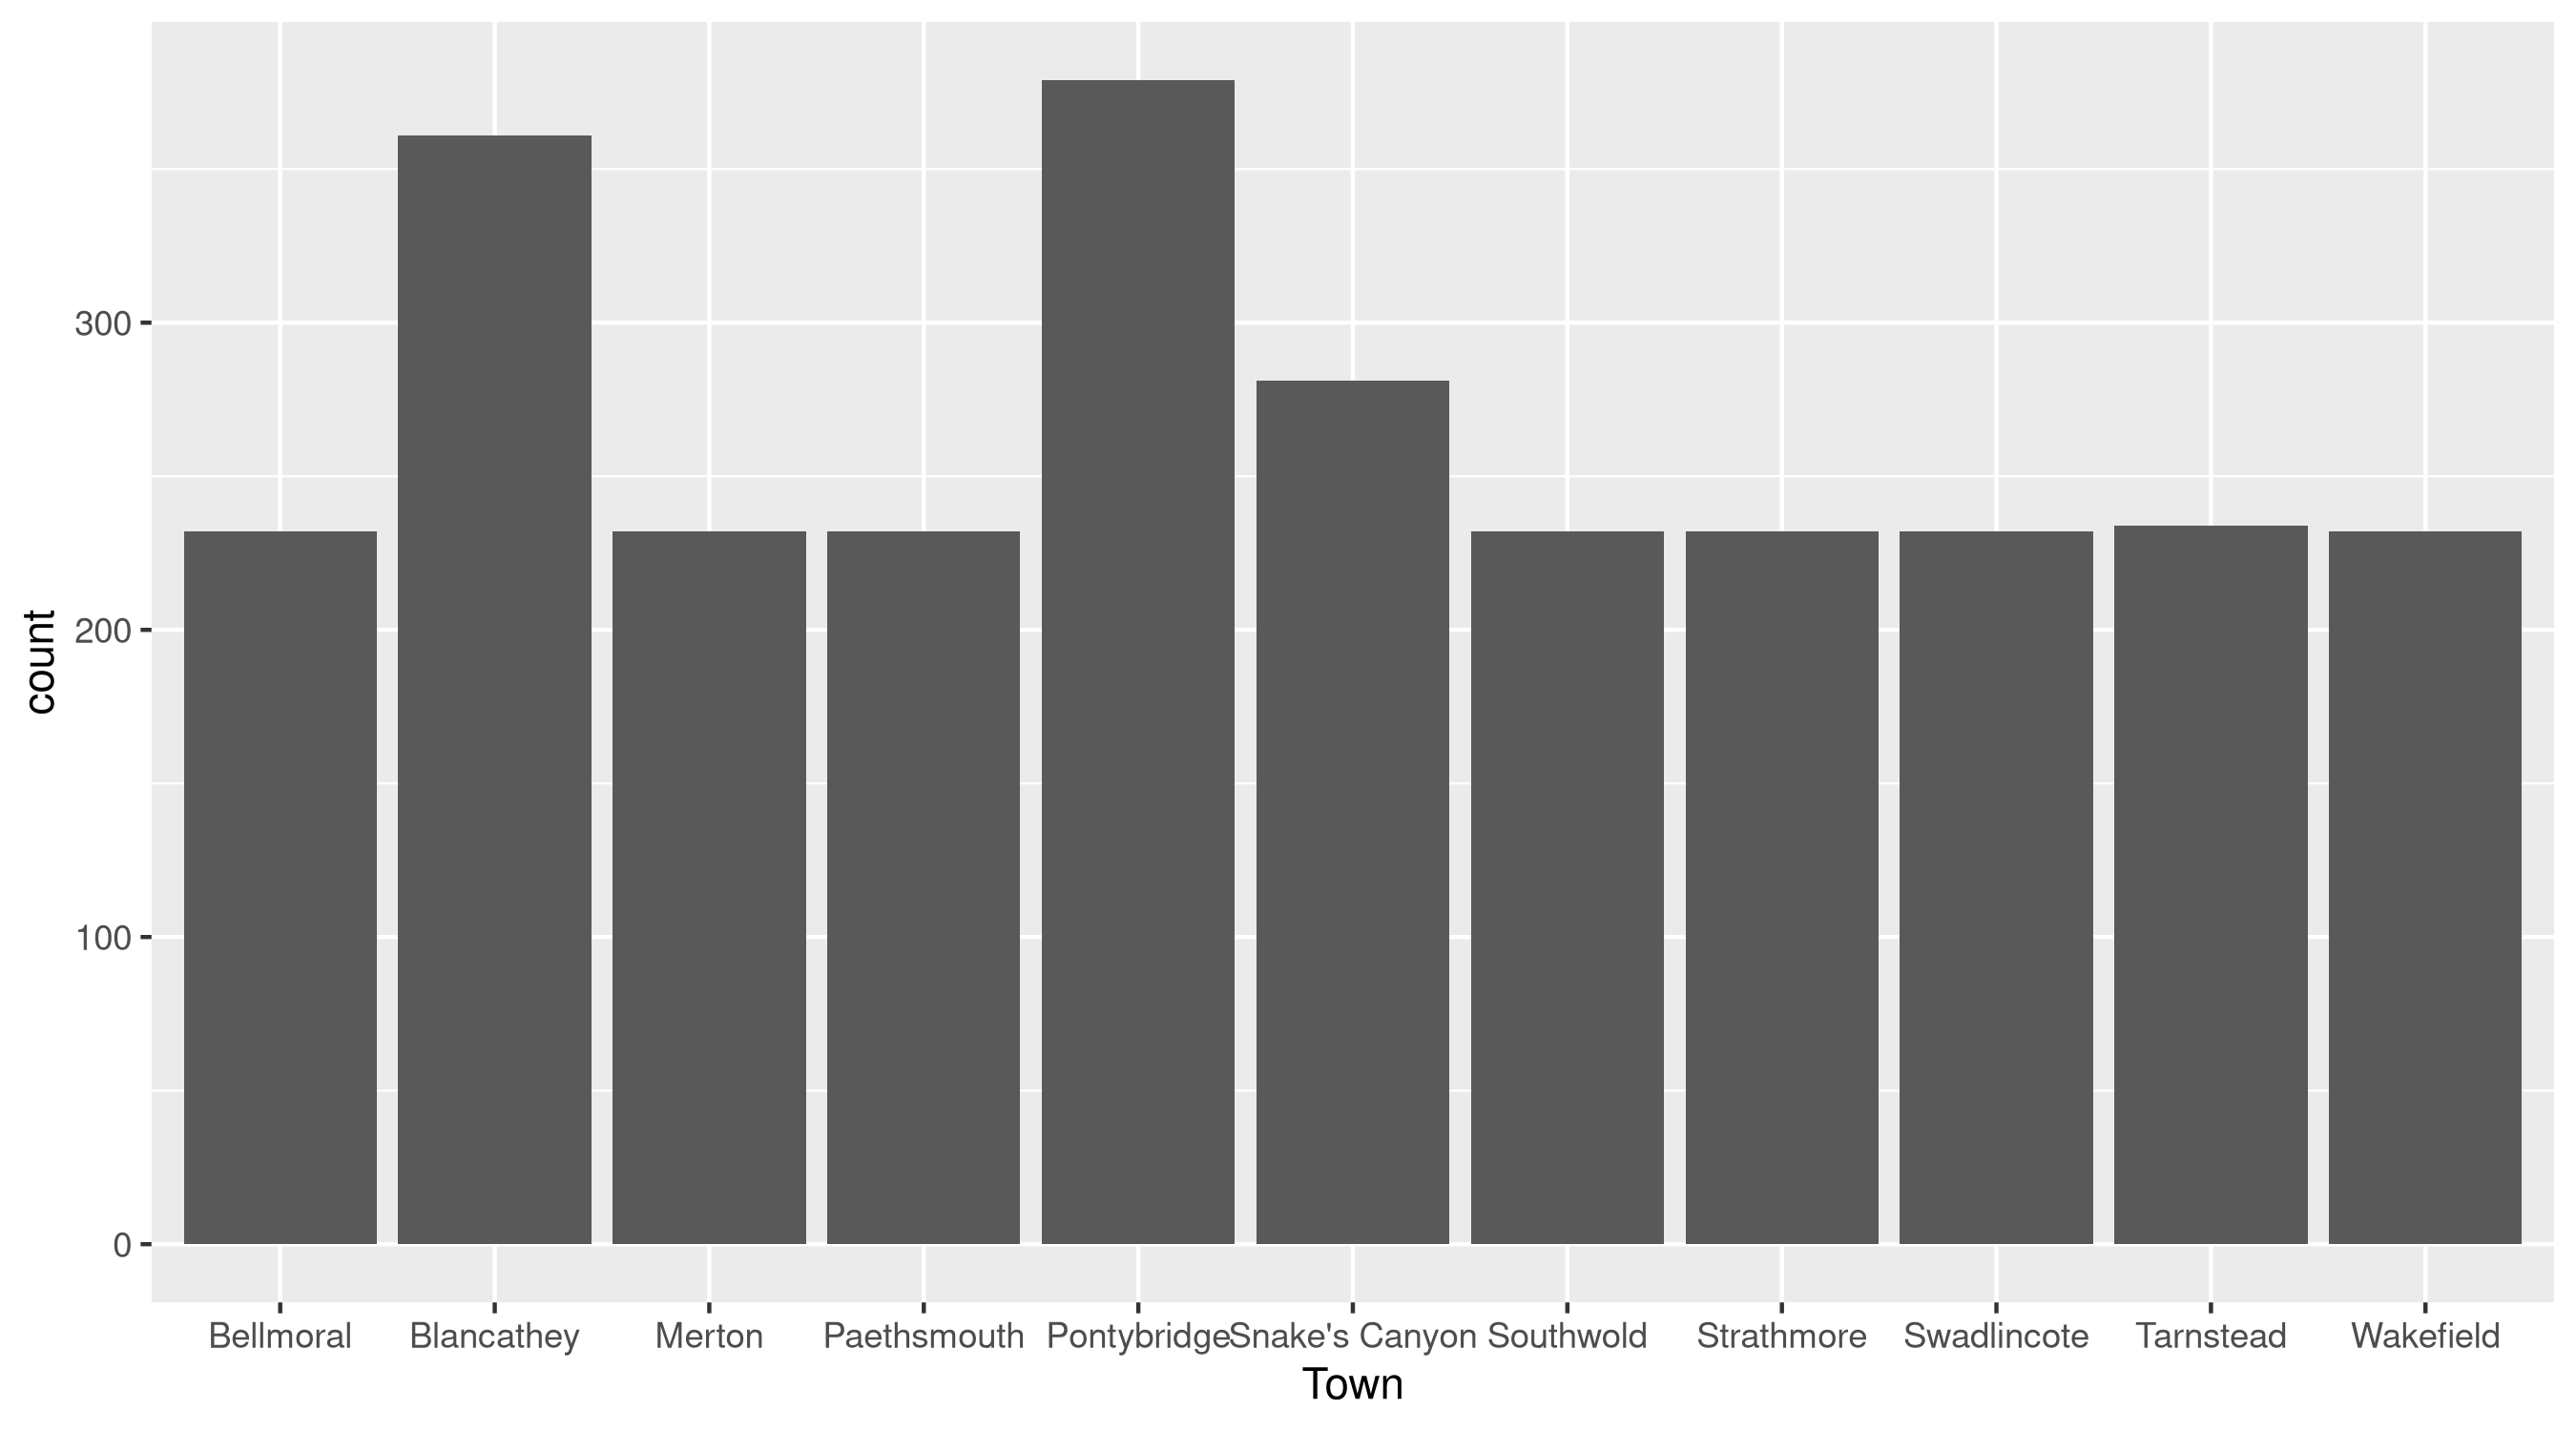 count
300
200
100
0
Bellmoral Blancathey Merton Paethsmouth Pontybridge Snake's Canyon Southwold Strathmore Swadlincote Tarnstead Wakefield
Town